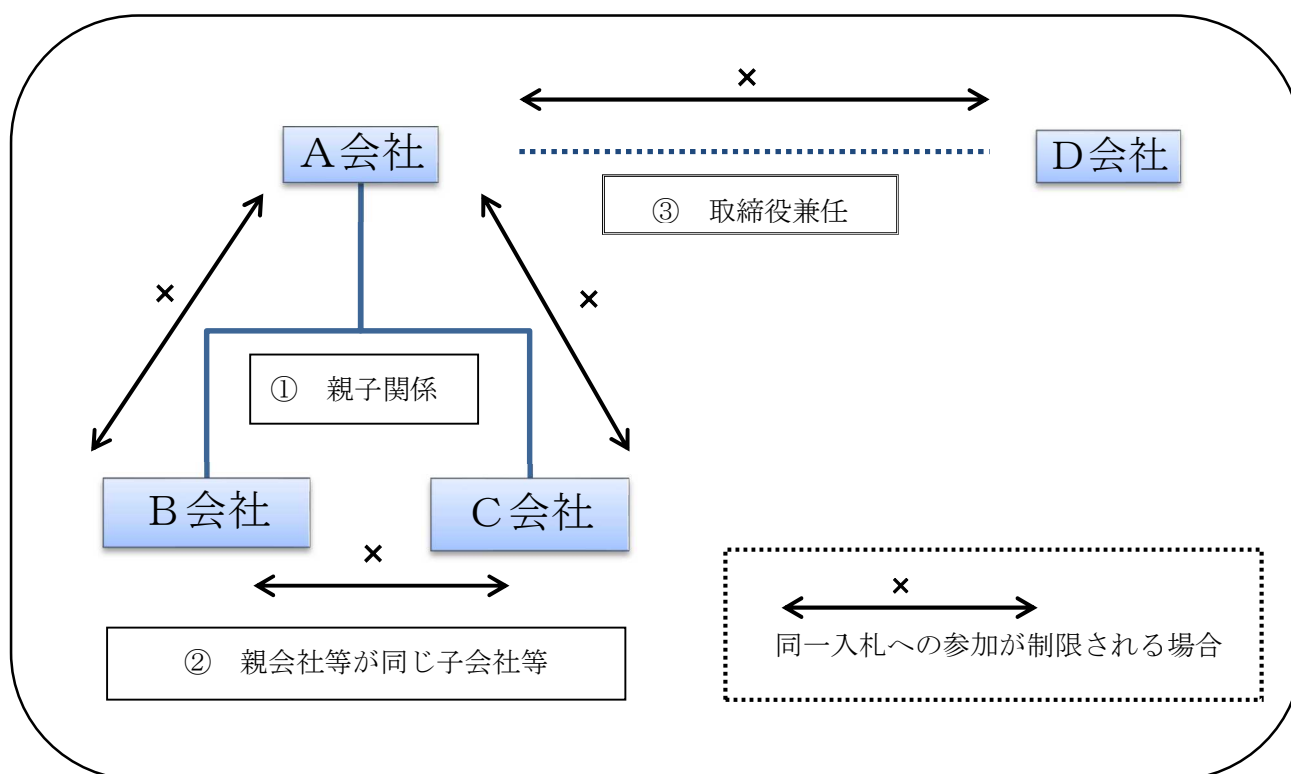 ×
A会社
D会社
③　取締役兼任
×
×
①　親子関係
B会社
C会社
×
②　親会社等が同じ子会社等
×
同一入札への参加が制限される場合